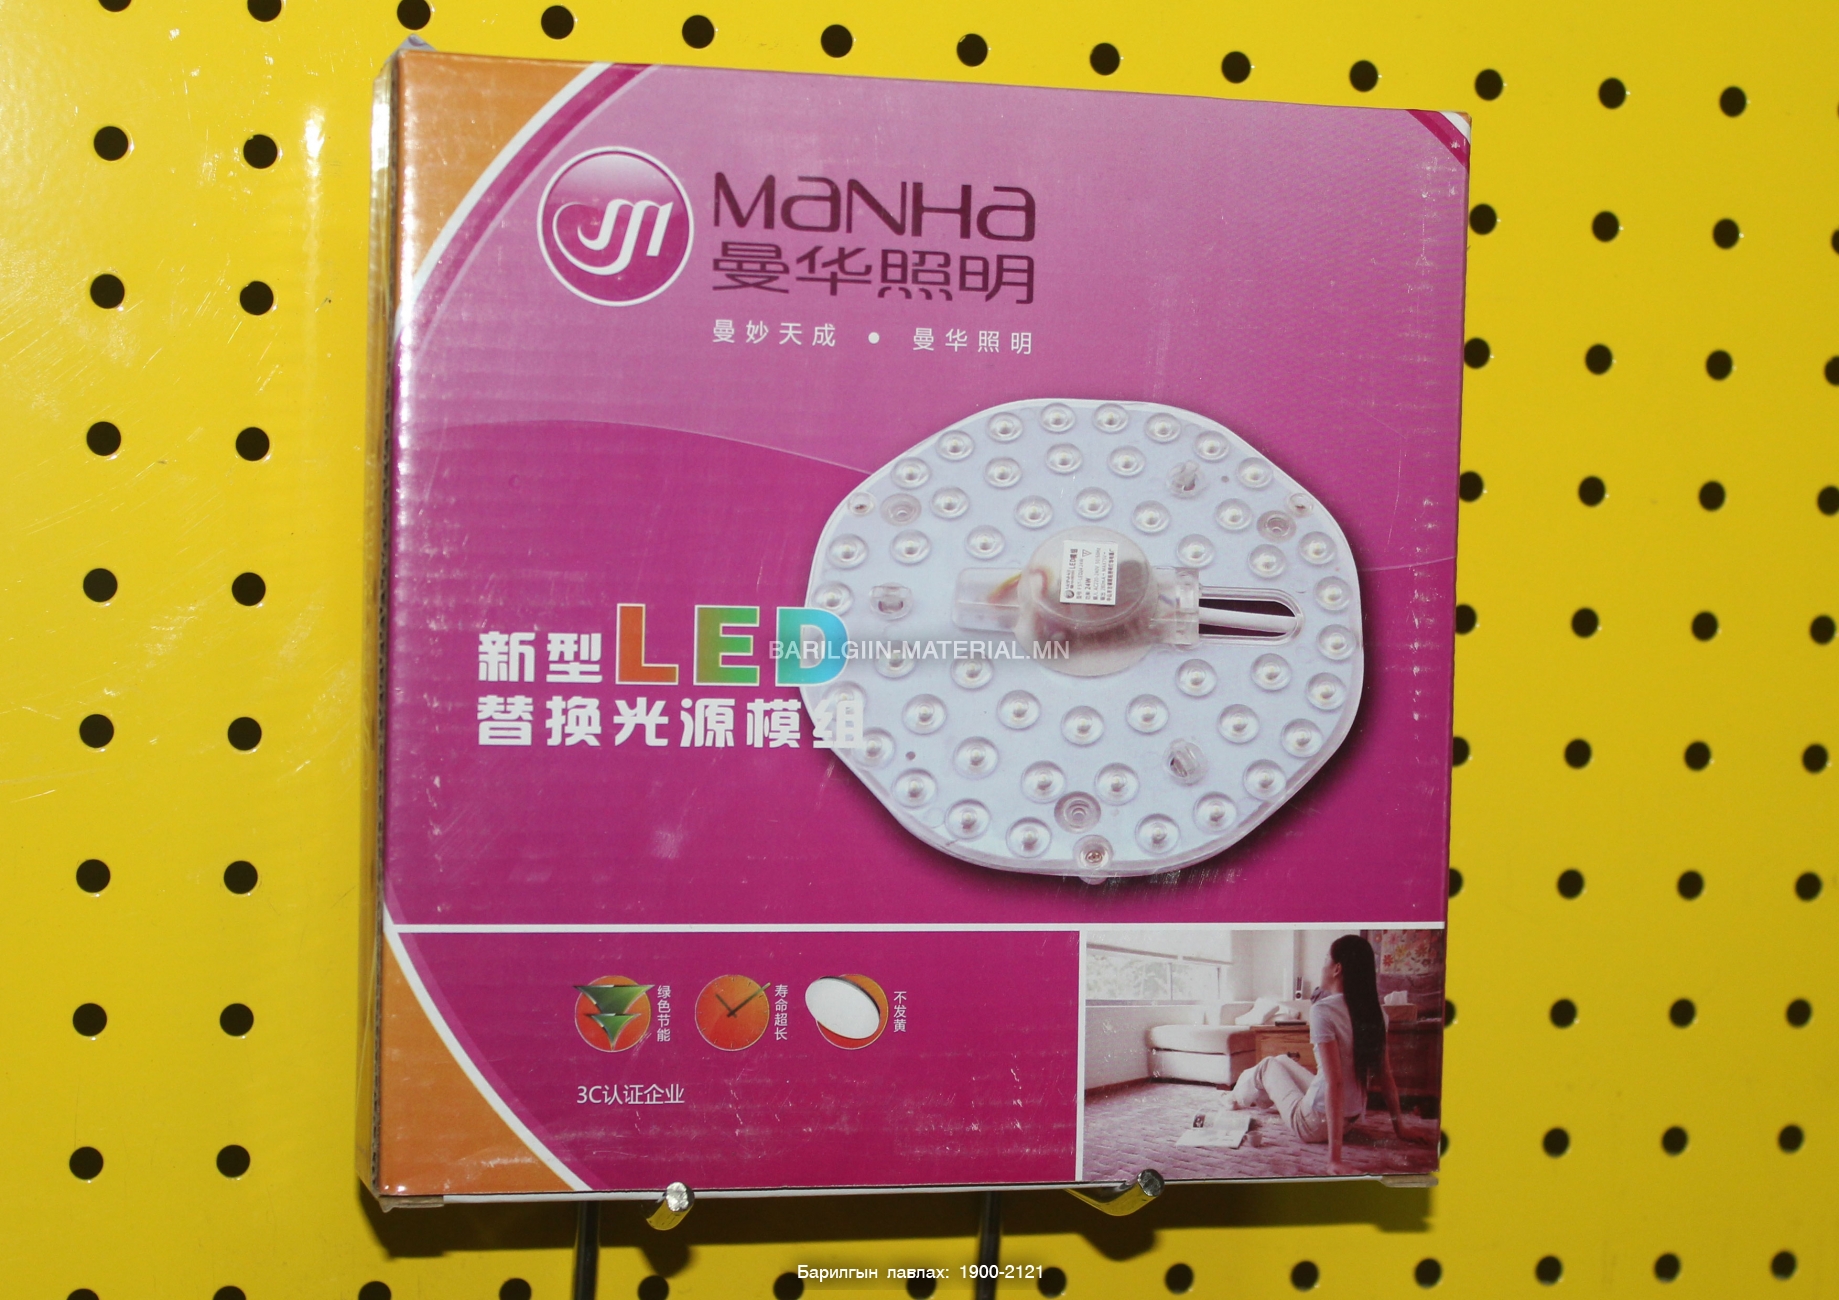 MaNHa
曼华照明
曼妙天成 • 曼华照明
新型LED
替换光源模组
BARILGIIN-MATERIAL.MN
绿色节能
寿命超长
不发黄
3C认证企业
Барилгын лавлах: 1900-2121